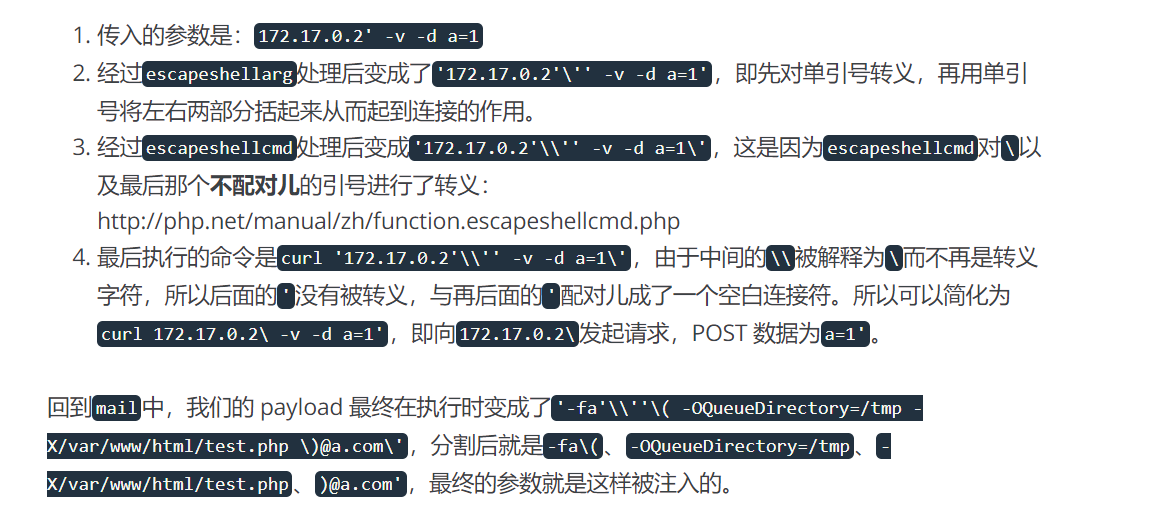 1. 传入的参数是：172.17.0.2' -v -d a=1
2. 经过escapeshellarg处理后变成了'172.17.0.2'\'' -v -d a=1'，即先对单引号转义，再用单引
号将左右两部分括起来从而起到连接的作用。
3. 经过escapeshellcmd处理后变成'172.17.0.2'\\'' -v -d a=1\'，这是因为escapeshellcmd对\以
及最后那个不配对儿的引号进行了转义：
http://php.net/manual/zh/function.escapeshellcmd.php
4. 最后执行的命令是curl '172.17.0.2'\\'' -v -d a=1\'，由于中间的\\被解释为\而不再是转义
字符，所以后面的'没有被转义，与再后面的'配对儿成了一个空白连接符。所以可以简化为
curl 172.17.0.2\ -v -d a=1'，即向172.17.0.2\发起请求，POST 数据为a=1'。
回到mail中，我们的 payload 最终在执行时变成了'-fa'\\''\( -OQueueDirectory=/tmp -
X/var/www/html/test.php \)@a.com\'，分割后就是-fa\(、-OQueueDirectory=/tmp、-
X/var/www/html/test.php、)@a.com'，最终的参数就是这样被注入的。